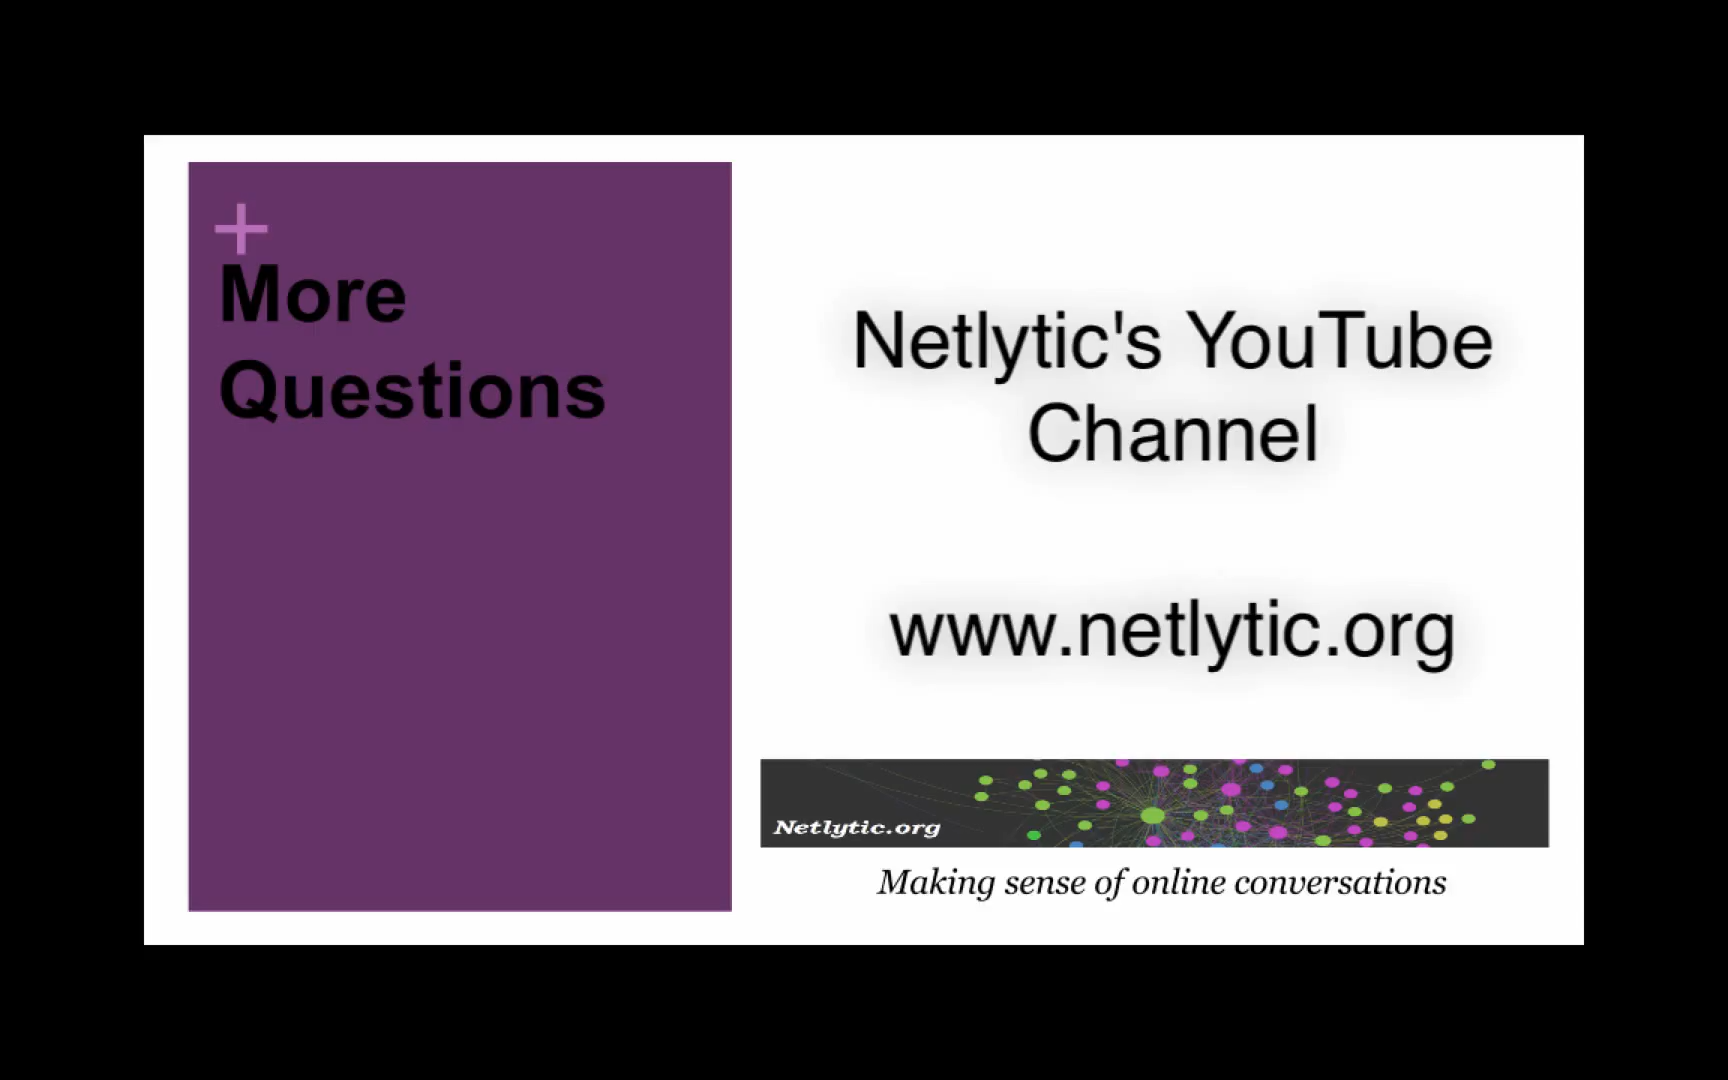 +
More
Questions
Netlytic's YouTube
Channel
www.netlytic.org
Netlytic.org
Making sense of online conversations